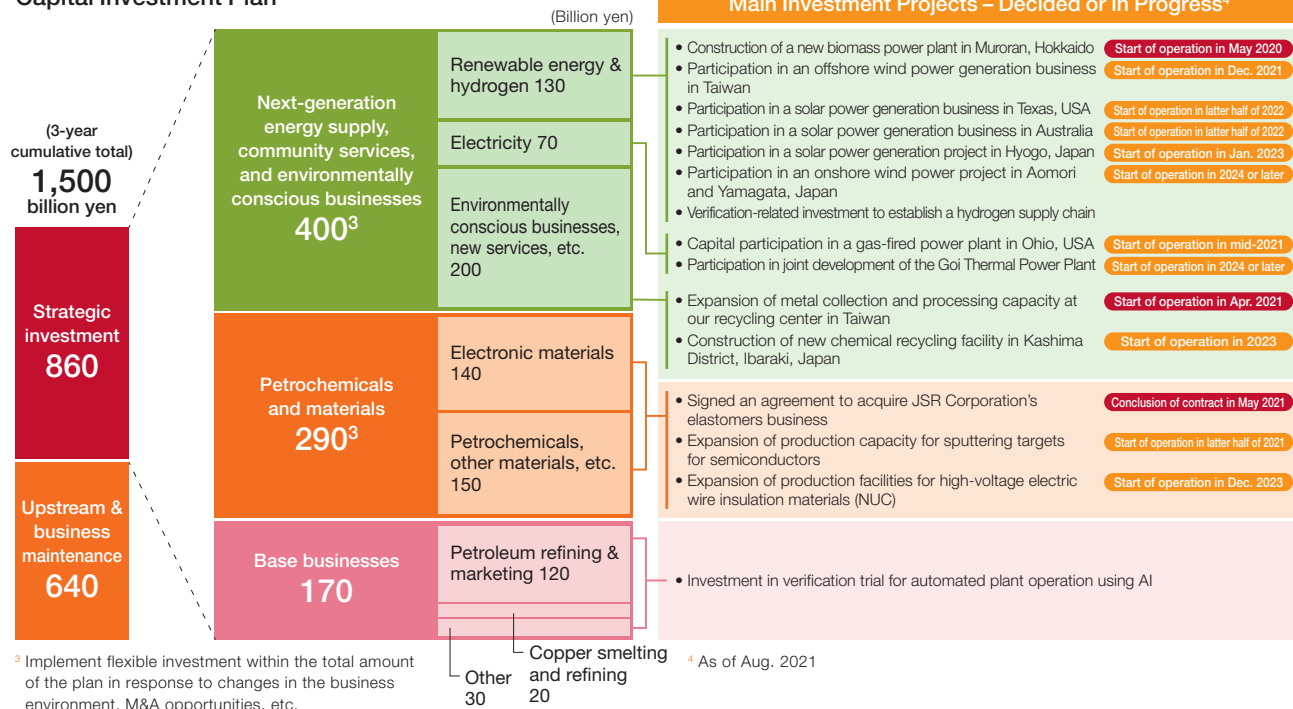 Capital Investment Plan
(Billion yen)
Main Investment Projects – Decided or in Progress4
(3-year
cumulative total)
1,500
billion yen
Strategic
investment
860
Upstream &
business
maintenance
640
Next-generation
energy supply,
community services,
and environmentally
conscious businesses
4003
Renewable energy &
hydrogen 130
Electricity 70
Environmentally
conscious businesses,
new services, etc.
200
Petrochemicals
and materials
2903
Electronic materials
140
Petrochemicals,
other materials, etc.
150
Base businesses
170
Petroleum refining &
marketing 120
Copper smelting
and refining
20
Other
30
• Construction of a new biomass power plant in Muroran, Hokkaido Start of operation in May 2020
• Participation in an offshore wind power generation business Start of operation in Dec. 2021
in Taiwan
• Participation in a solar power generation business in Texas, USA Start of operation in latter half of 2022
• Participation in a solar power generation business in Australia Start of operation in latter half of 2022
• Participation in a solar power generation project in Hyogo, Japan Start of operation in Jan. 2023
• Participation in an onshore wind power project in Aomori Start of operation in 2024 or later
and Yamagata, Japan
• Verification-related investment to establish a hydrogen supply chain
• Capital participation in a gas-fired power plant in Ohio, USA Start of operation in mid-2021
• Participation in joint development of the Goi Thermal Power Plant Start of operation in 2024 or later
• Expansion of metal collection and processing capacity at Start of operation in Apr. 2021
our recycling center in Taiwan
• Construction of new chemical recycling facility in Kashima Start of operation in 2023
District, Ibaraki, Japan
• Signed an agreement to acquire JSR Corporation's Conclusion of contract in May 2021
elastomers business
• Expansion of production capacity for sputtering targets Start of operation in latter half of 2021
for semiconductors
• Expansion of production facilities for high-voltage electric Start of operation in Dec. 2023
wire insulation materials (NUC)
• Investment in verification trial for automated plant operation using AI
3 Implement flexible investment within the total amount
of the plan in response to changes in the business
environment, M&A opportunities, etc.
4 As of Aug. 2021